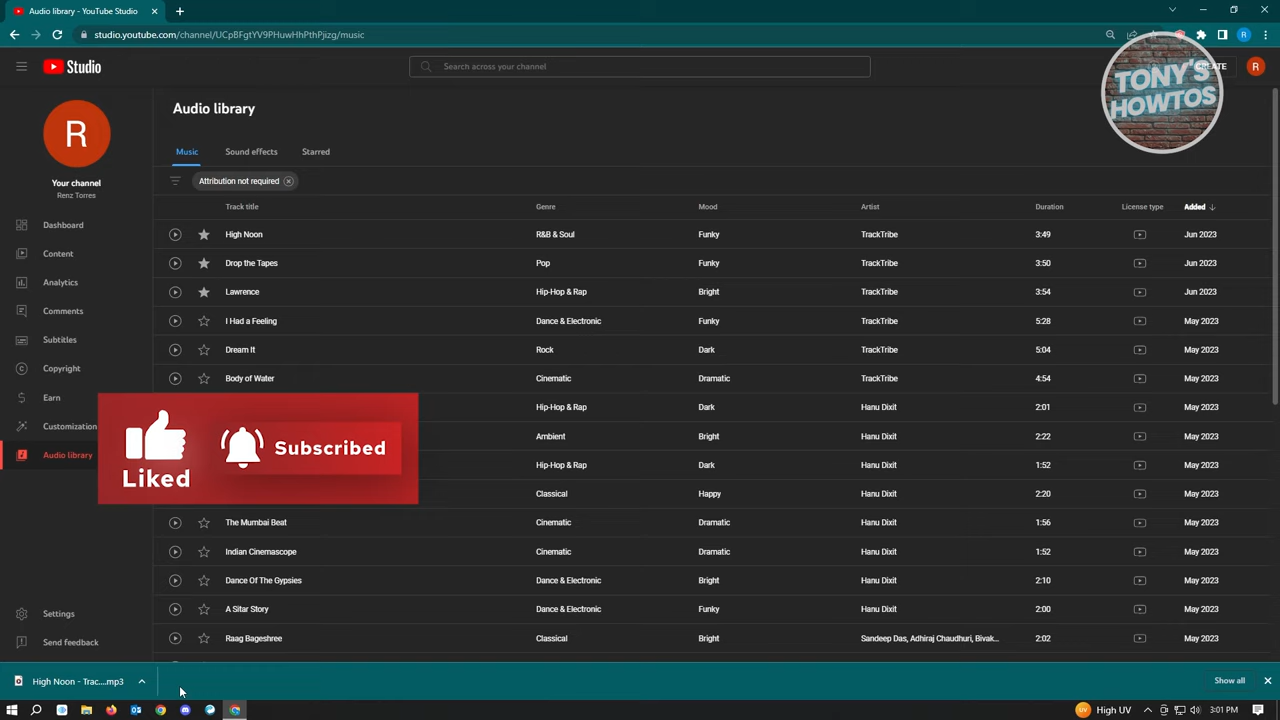 Audio library - YouTube Studio
studio.youtube.com/channel/UCpBFgtYV9PHuwHhPthPjizg/music
R
Studio
Search across your channel
CREATE
R
TONY'S
HOWTOS
R
Your channel
Renz Torres
Dashboard
Content
Analytics
Comments
Subtitles
Copyright
Earn
Customization
Audio library
Settings
Send feedback
Audio library
Music Sound effects Starred
Attribution not required
Track title Genre Mood Artist Duration License type Added
High Noon R&B & Soul Funky TrackTribe 3:49 Jun 2023
Drop the Tapes Pop Funky TrackTribe 3:50 Jun 2023
Lawrence Hip-Hop & Rap Bright TrackTribe 3:54 Jun 2023
I Had a Feeling Dance & Electronic Funky TrackTribe 5:28 May 2023
Dream It Rock Dark TrackTribe 5:04 May 2023
Body of Water Cinematic Dramatic TrackTribe 4:54 May 2023
Hip-Hop & Rap Dark Hanu Dixit 2:01 May 2023
Ambient Bright Hanu Dixit 2:22 May 2023
Hip-Hop & Rap Dark Hanu Dixit 1:52 May 2023
Classical Happy Hanu Dixit 2:20 May 2023
The Mumbai Beat Cinematic Dramatic Hanu Dixit 1:56 May 2023
Indian Cinemascope Cinematic Dramatic Hanu Dixit 1:52 May 2023
Dance Of The Gypsies Dance & Electronic Bright Hanu Dixit 2:10 May 2023
A Sitar Story Dance & Electronic Funky Hanu Dixit 2:00 May 2023
Raag Bageshree Classical Bright Sandeep Das, Adhiraj Chaudhuri, Bivak... 2:02 May 2023
Liked
Subscribed
High Noon - Trac....mp3
Show all
High UV
3:01 PM